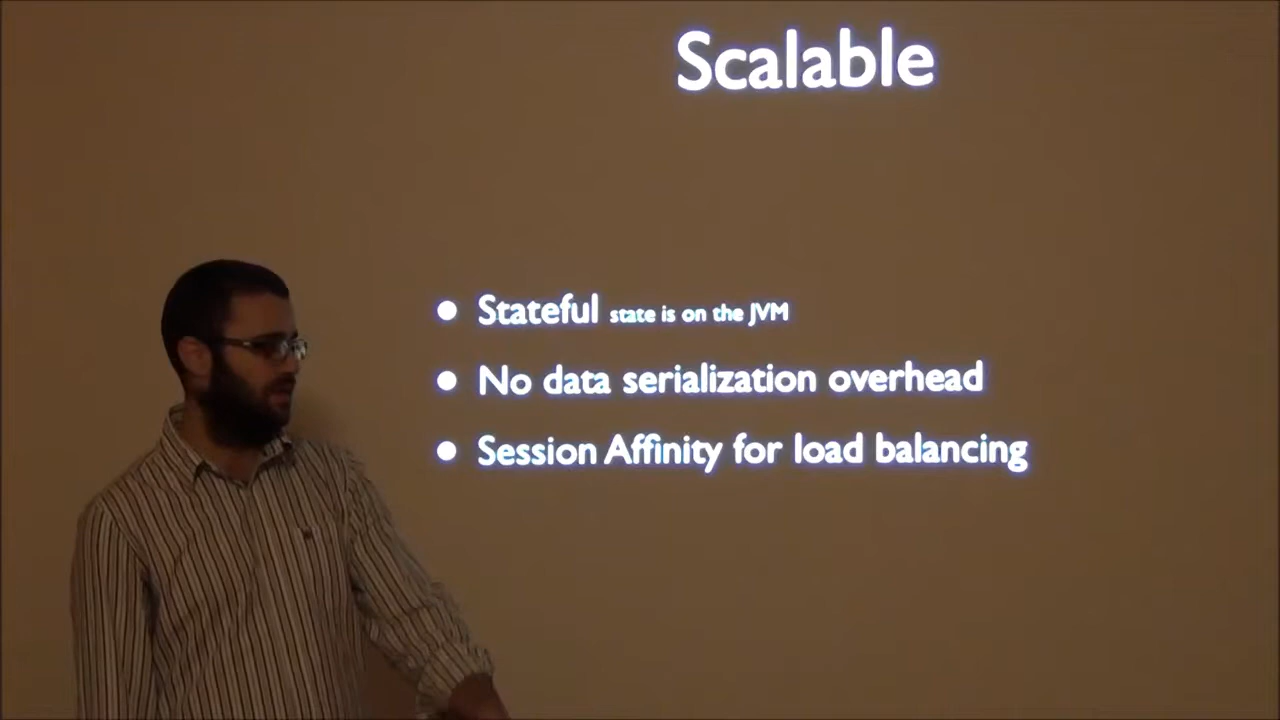 Scalable
• Stateful state is on the JVM
• No data serialization overhead
• Session Affinity for load balancing